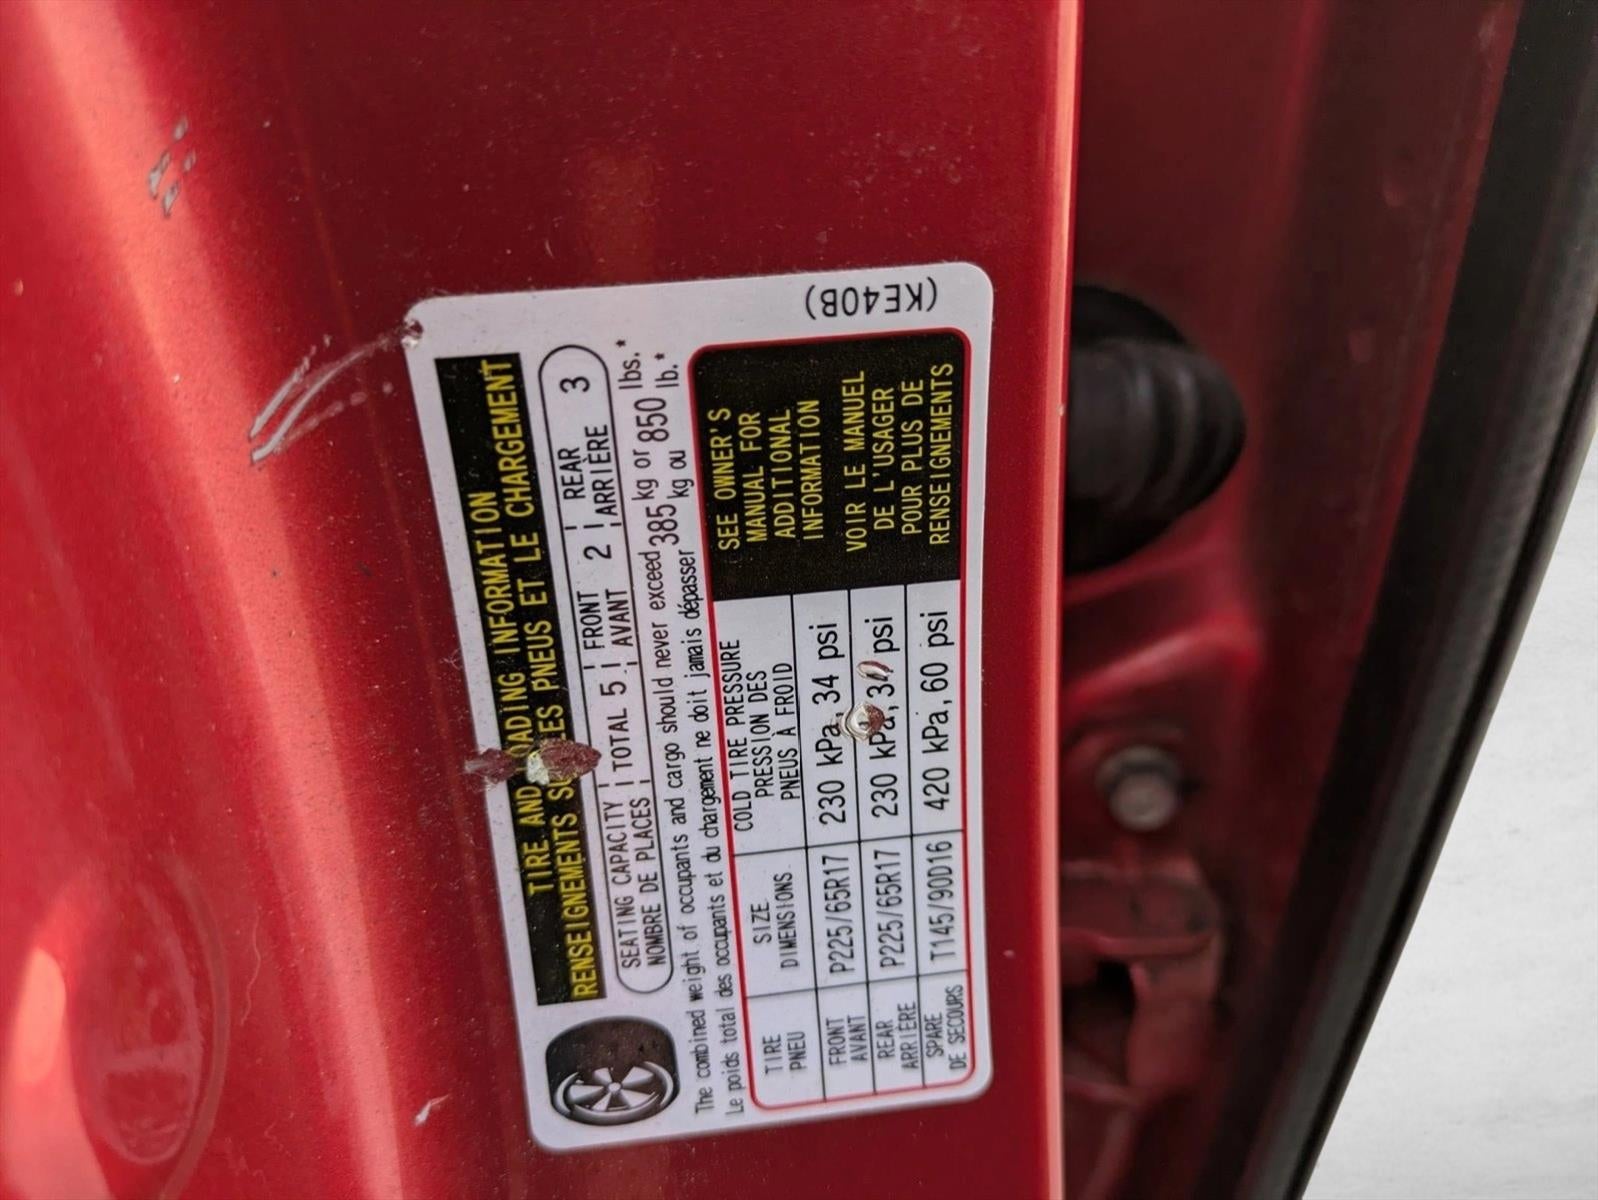 TIRE AND LOADING INFORMATION
RENSEIGNEMENTS SUR LES PNEUS ET LE CHARGEMENT
SEATING CAPACITY TOTAL 5 FRONT 2 REAR 3
NOMBRE DE PLACES AVANT ARRIÈRE
The combined weight of occupants and cargo should never exceed 385 kg or 850 lbs.*
Le poids total des occupants et du chargement ne doit jamais dépasser 385 kg ou 850 lb.*
TIRE SIZE COLD TIRE PRESSURE
PNEU DIMENSIONS PRESSION DES
PNEUS À FROID
FRONT P225/65R17 230 kPa, 34 psi
AVANT
REAR P225/65R17 230 kPa, psi
ARRIÈRE
SPARE T145/90D16 420 kPa, 60 psi
DE SECOURS
SEE OWNER'S
MANUAL FOR
ADDITIONAL
INFORMATION
VOIR LE MANUEL
DE L'USAGER
POUR PLUS DE
RENSEIGNEMENTS
(KE40B)